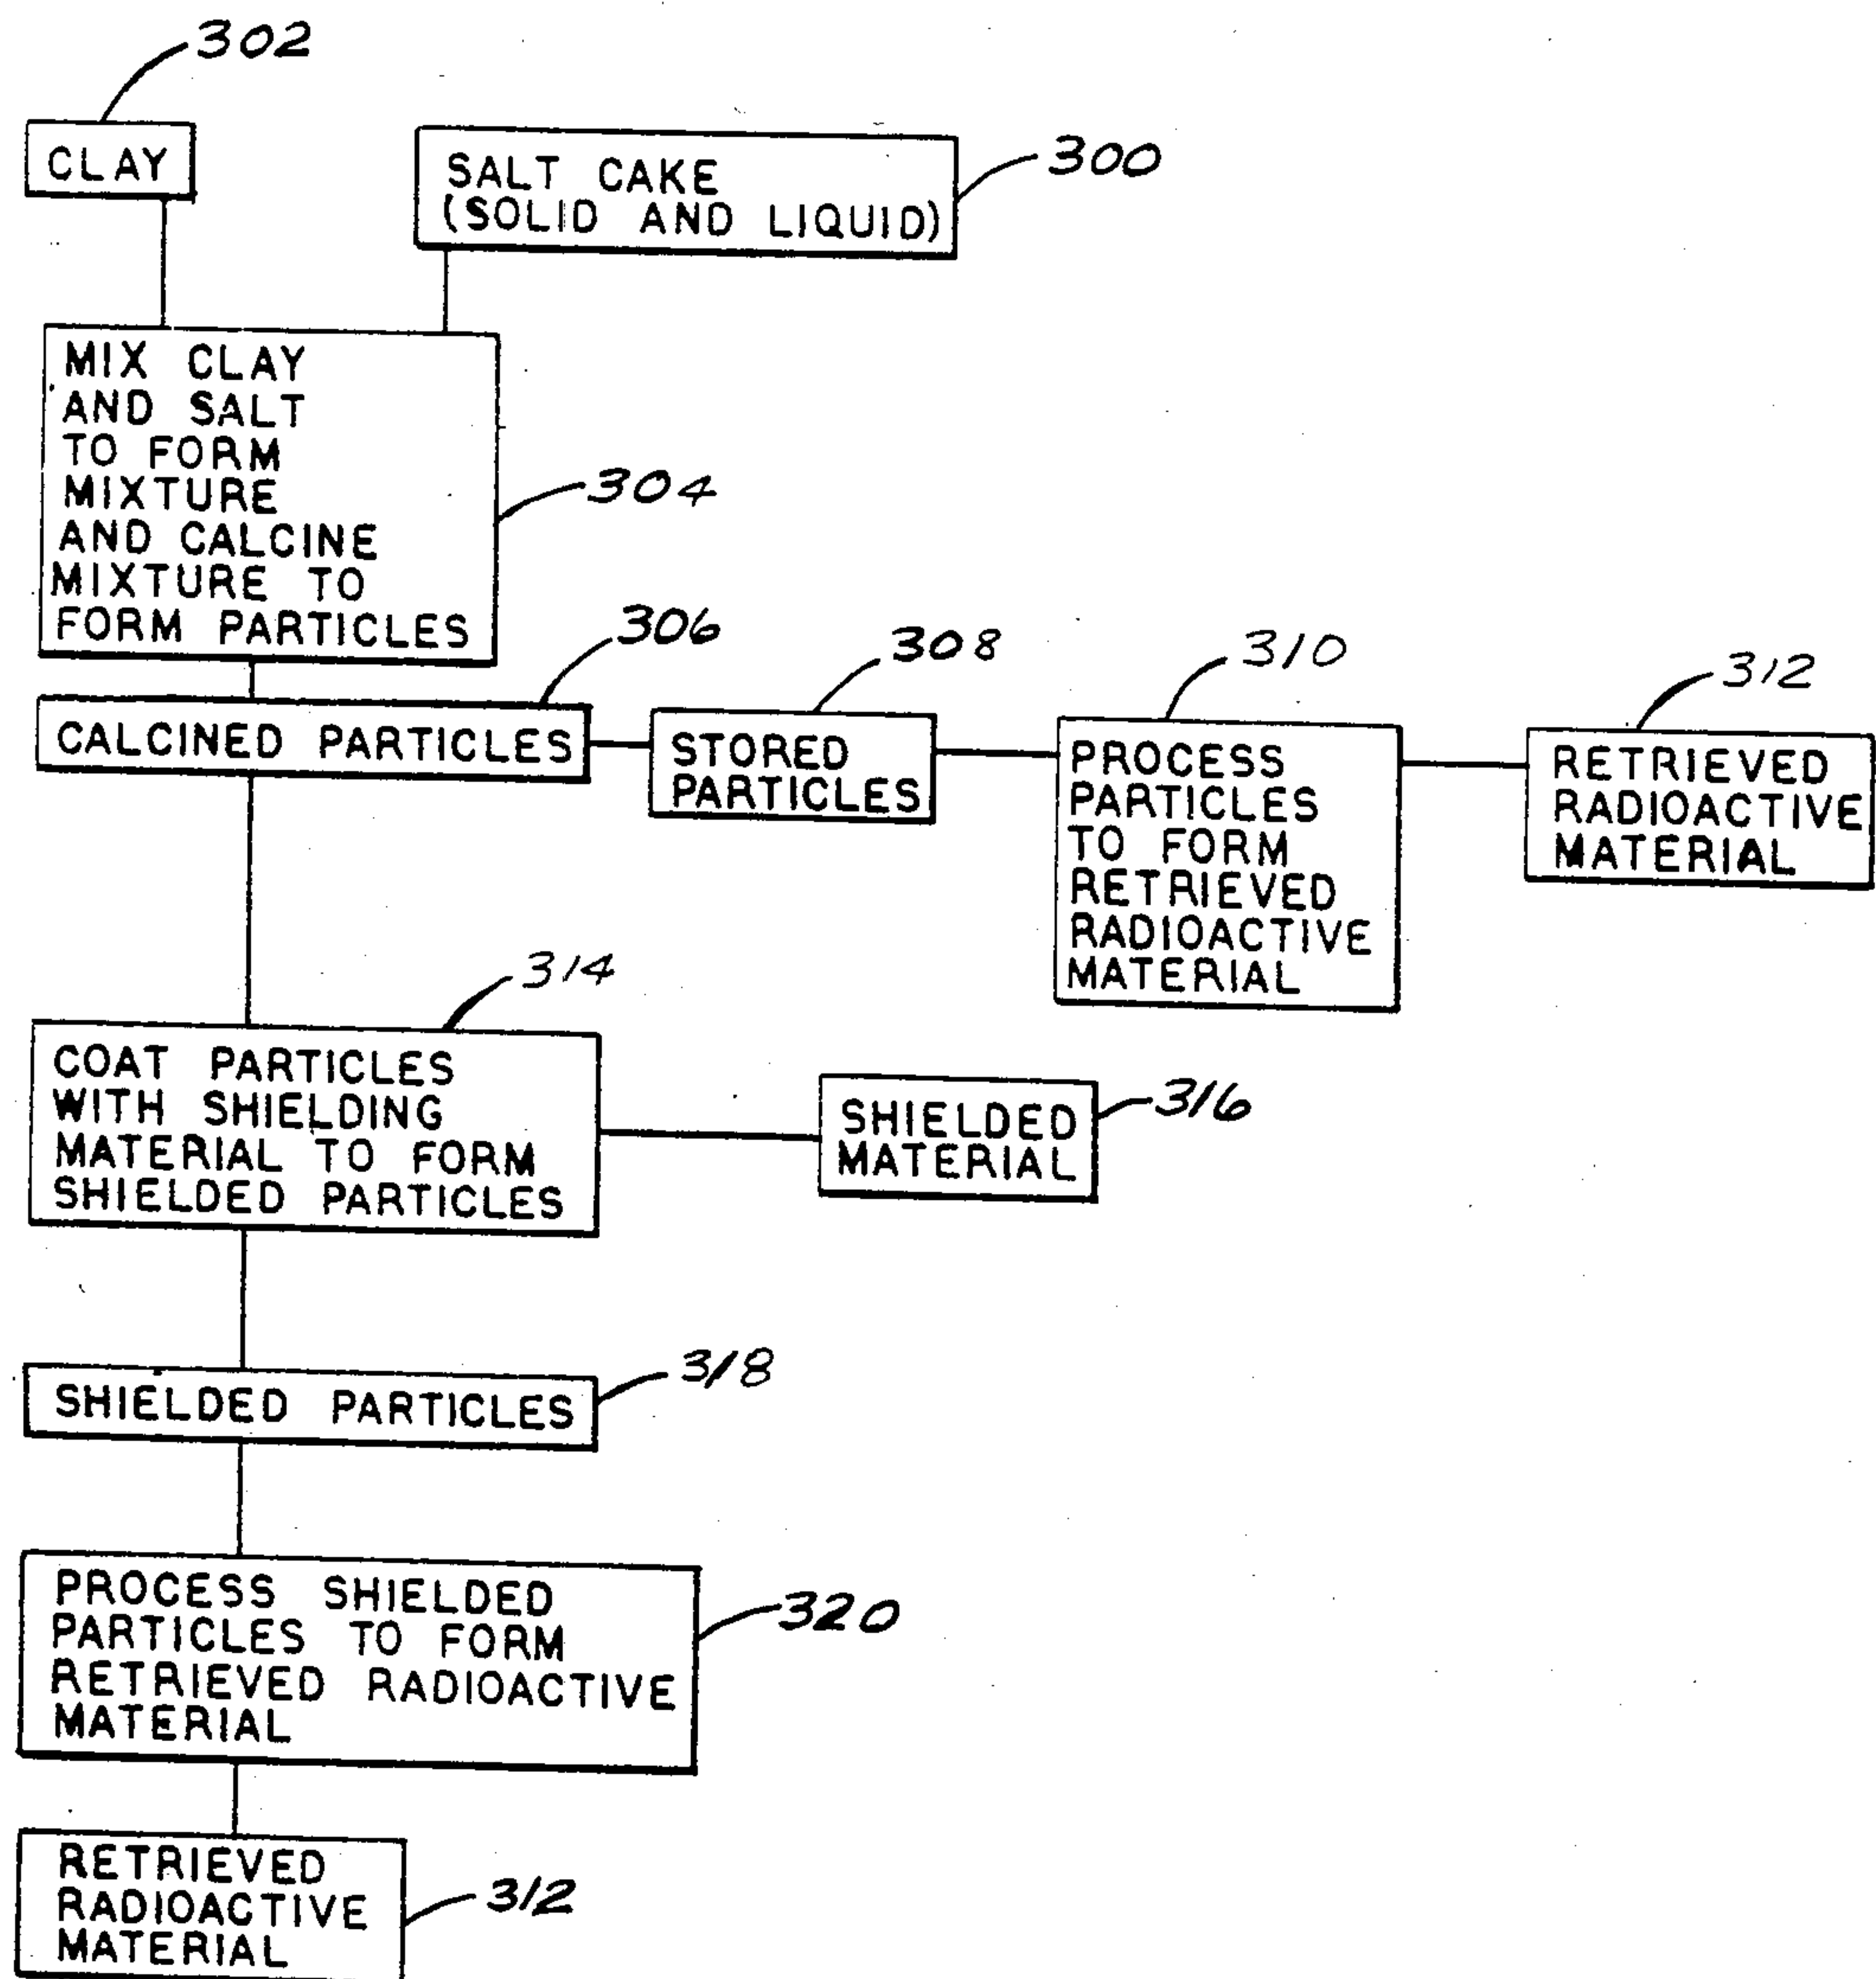 302
CLAY
300
SALT CAKE
(SOLID AND LIQUID)
MIX CLAY
AND SALT
TO FORM
MIXTURE
AND CALCINE
MIXTURE TO
FORM PARTICLES
304
306
CALCINED PARTICLES
308
STORED
PARTICLES
310
PROCESS
PARTICLES
TO FORM
RETRIEVED
RADIOACTIVE
MATERIAL
312
RETRIEVED
RADIOACTIVE
MATERIAL
314
COAT PARTICLES
WITH SHIELDING
MATERIAL TO FORM
SHIELDED PARTICLES
316
SHIELDED
MATERIAL
318
SHIELDED PARTICLES
320
PROCESS SHIELDED
PARTICLES TO FORM
RETRIEVED RADIOACTIVE
MATERIAL
312
RETRIEVED
RADIOACTIVE
MATERIAL